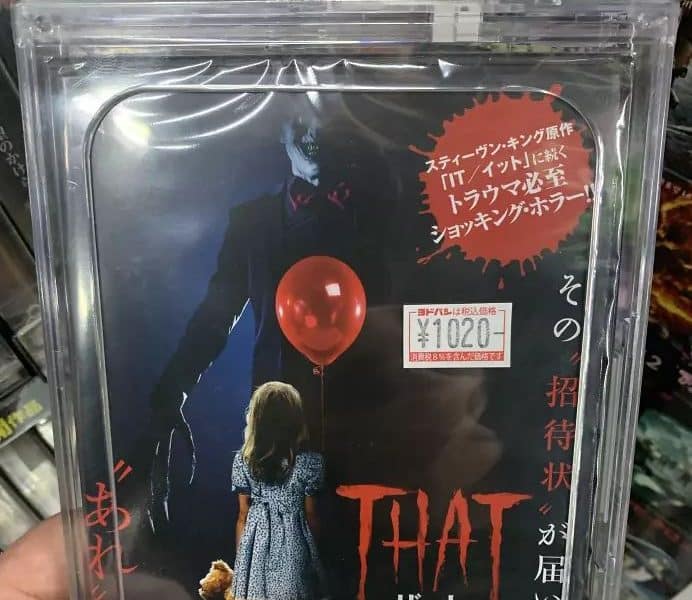 スティーヴン・キング原作
「IT／イット」に続く
トラウマ必至
ショッキング・ホラー!!
ヨドバシは税込価格
¥1020-
消費税8%を含んだ価格です
その〝招待状〟が届い
〝あれ〟
THAT